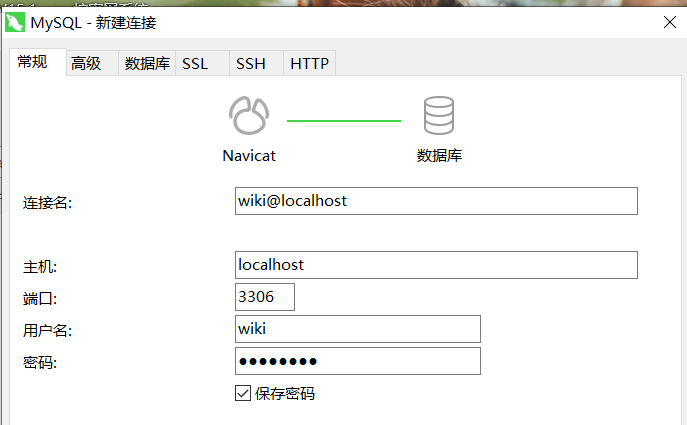 MySQL - 新建连接
常规 高级 数据库 SSL SSH HTTP
Navicat 数据库
连接名: wiki@localhost
主机: localhost
端口: 3306
用户名: wiki
密码: ●●●●●●●●
保存密码